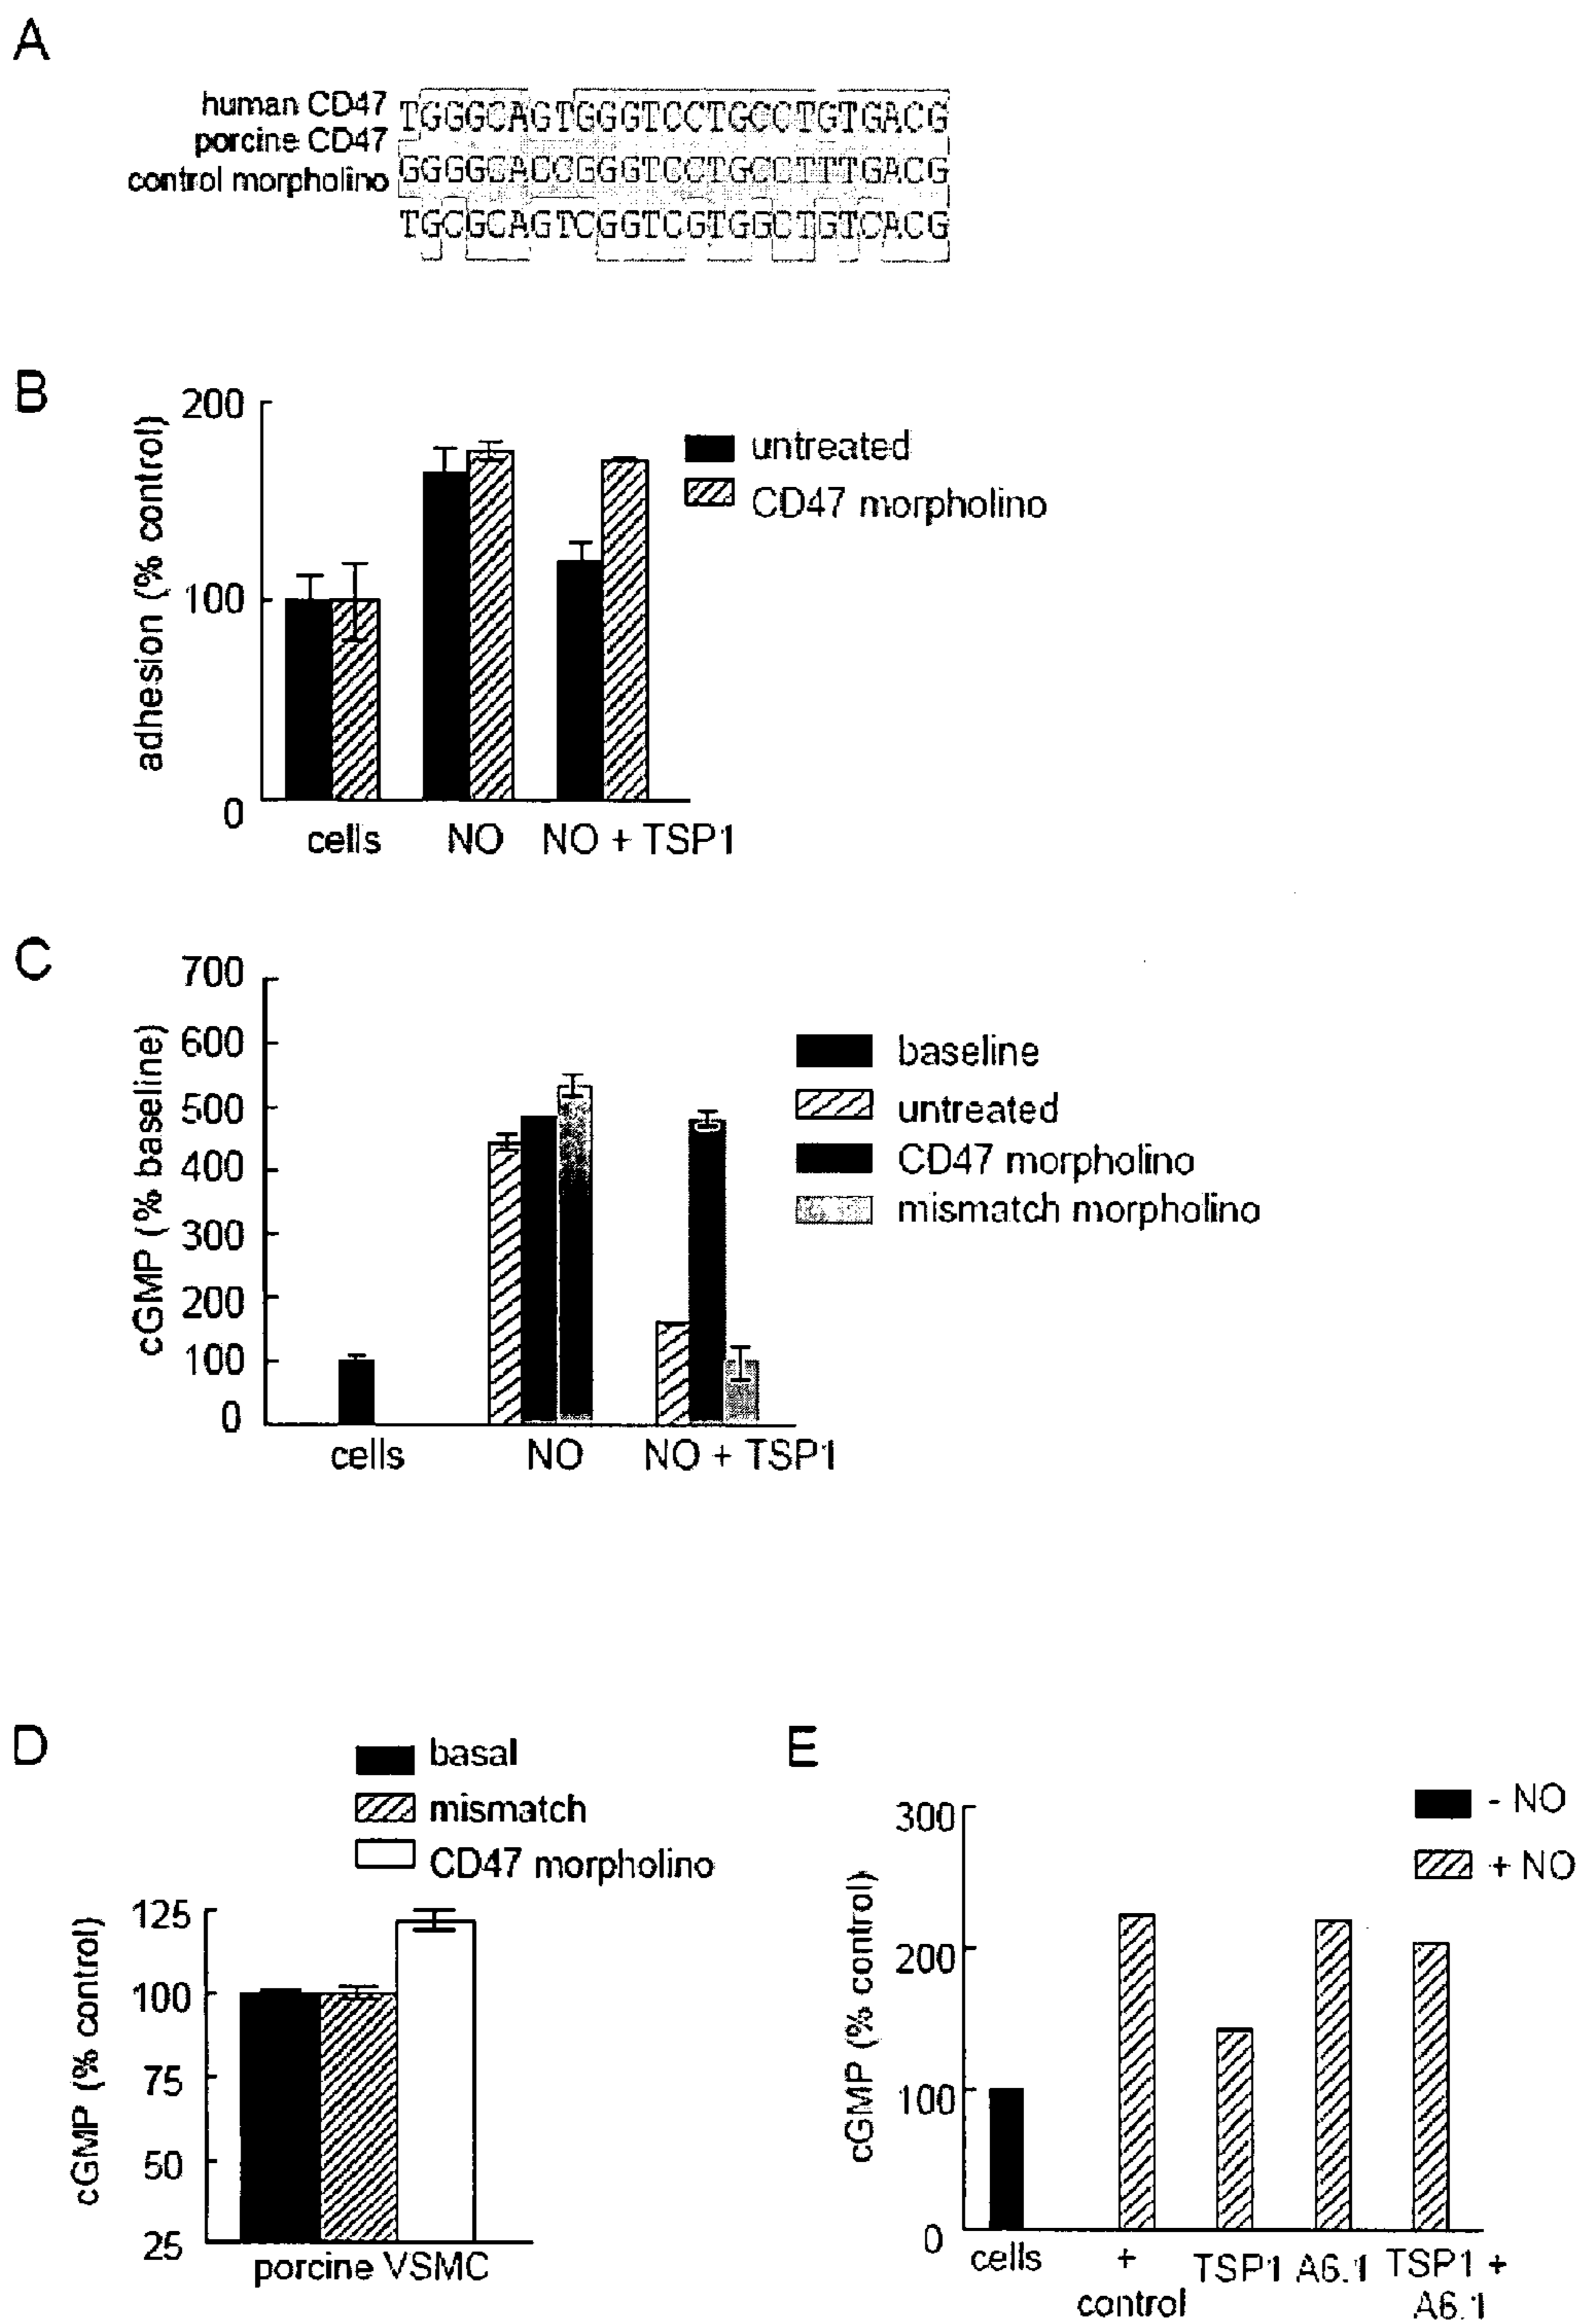 A
human CD47 TGGGCAGTGGGTCCTGCCTGTGACG
porcine CD47 GGGGCACCGGGTCCTGCCTTTGACG
control morpholino TGCGCAGTCGGTCGTGGCTGTCACG
B
adhesion (% control)
200
100
0
untreated
CD47 morpholino
cells NO NO + TSP1
C
cGMP (% baseline)
700
600
500
400
300
200
100
0
baseline
untreated
CD47 morpholino
mismatch morpholino
cells NO NO + TSP1
D
basal
mismatch
CD47 morpholino
cGMP (% control)
125
100
75
50
25
porcine VSMC
E
- NO
+ NO
cGMP (% control)
300
200
100
0
cells + control TSP1 A6.1 TSP1 + A6.1